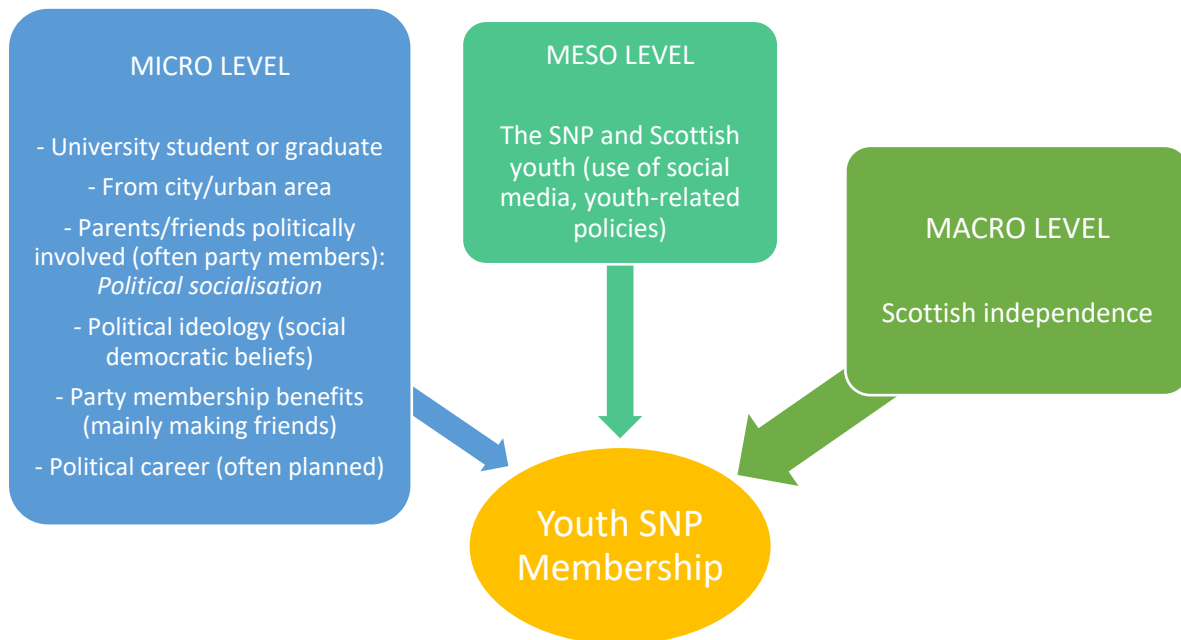 MICRO LEVEL
- University student or graduate
- From city/urban area
- Parents/friends politically
involved (often party members):
Political socialisation
- Political ideology (social
democratic beliefs)
- Party membership benefits
(mainly making friends)
- Political career (often planned)
MESO LEVEL
The SNP and Scottish
youth (use of social
media, youth-related
policies)
MACRO LEVEL
Scottish independence
Youth SNP
Membership